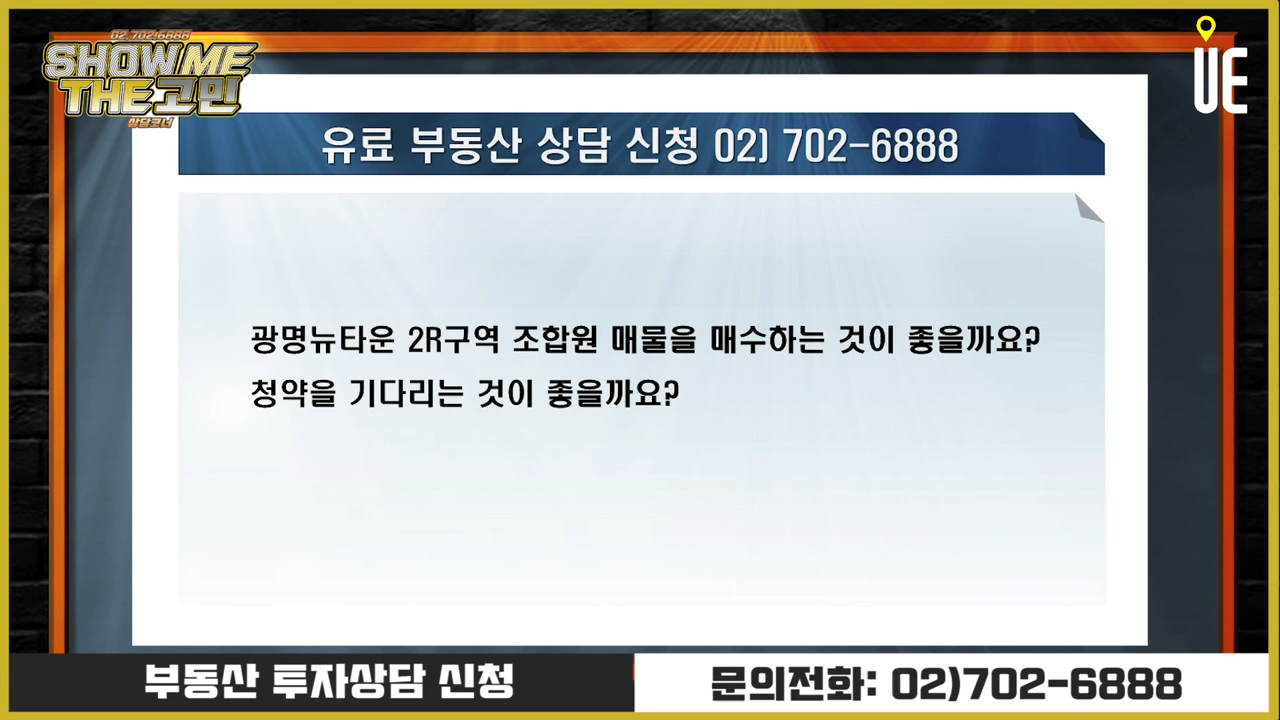 02.702.6888
SHOW ME
THE고민
상담코너
UE
유료 부동산 상담 신청 02) 702-6888
광명뉴타운 2R구역 조합원 매물을 매수하는 것이 좋을까요?
청약을 기다리는 것이 좋을까요?
부동산 투자상담 신청
문의전화: 02)702-6888